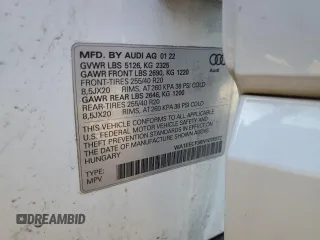 MFD. BY AUDI AG 01 22
GVWR LBS 5126, KG 2325
GAWR FRONT LBS 2690, KG 1220
FRONT-TIRES 255/40 R20
8,5JX20 RIMS, AT 260 KPA 38 PSI COLD
GAWR REAR LBS 2646, KG 1200
REAR-TIRES 255/40 R20
8,5JX20 RIMS, AT 260 KPA 38 PSI COLD
THIS VEHICLE CONFORMS TO ALL APPLICABLE
U.S. FEDERAL MOTOR VEHICLE SAFETY AND
THEFT PREVENTION STANDARDS IN EFFECT ON
THE DATE OF MANUFACTURE SHOWN ABOVE
HUNGARY
TYPE:
MPV
Audi
DREAMBID